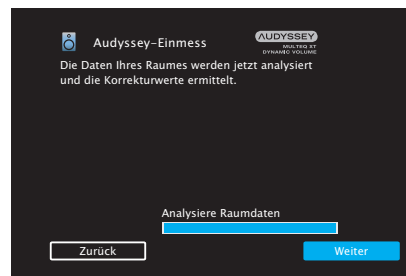 Audyssey-Einmess
AUDYSSEY
MULTEQ XT
DYNAMIC VOLUME
Die Daten Ihres Raumes werden jetzt analysiert
und die Korrekturwerte ermittelt.
Analysiere Raumdaten
Zurück
Weiter